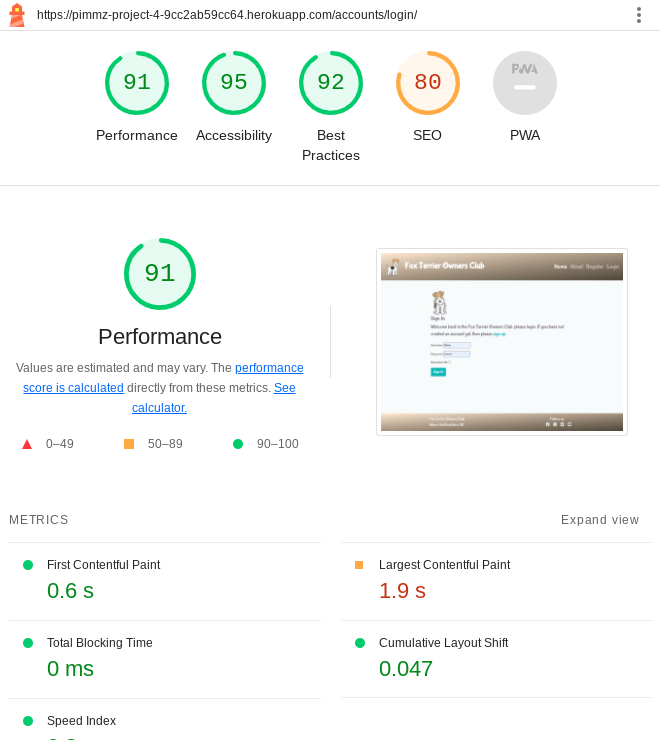 https://pimmz-project-4-9cc2ab59cc64.herokuapp.com/accounts/login/
91
95
92
80
PWA
Performance
Accessibility
Best
Practices
SEO
PWA
91
Performance
Values are estimated and may vary. The performance
score is calculated directly from these metrics. See
calculator.
0–49
50–89
90–100
Fox Terrier Owners Club
Home About Register Login
Sign In
Welcome back to the Fox Terrier Owners Club, please login. If you have not
created an account yet, then please sign up
Sign In
METRICS
Expand view
First Contentful Paint
0.6 s
Largest Contentful Paint
1.9 s
Total Blocking Time
0 ms
Cumulative Layout Shift
0.047
Speed Index